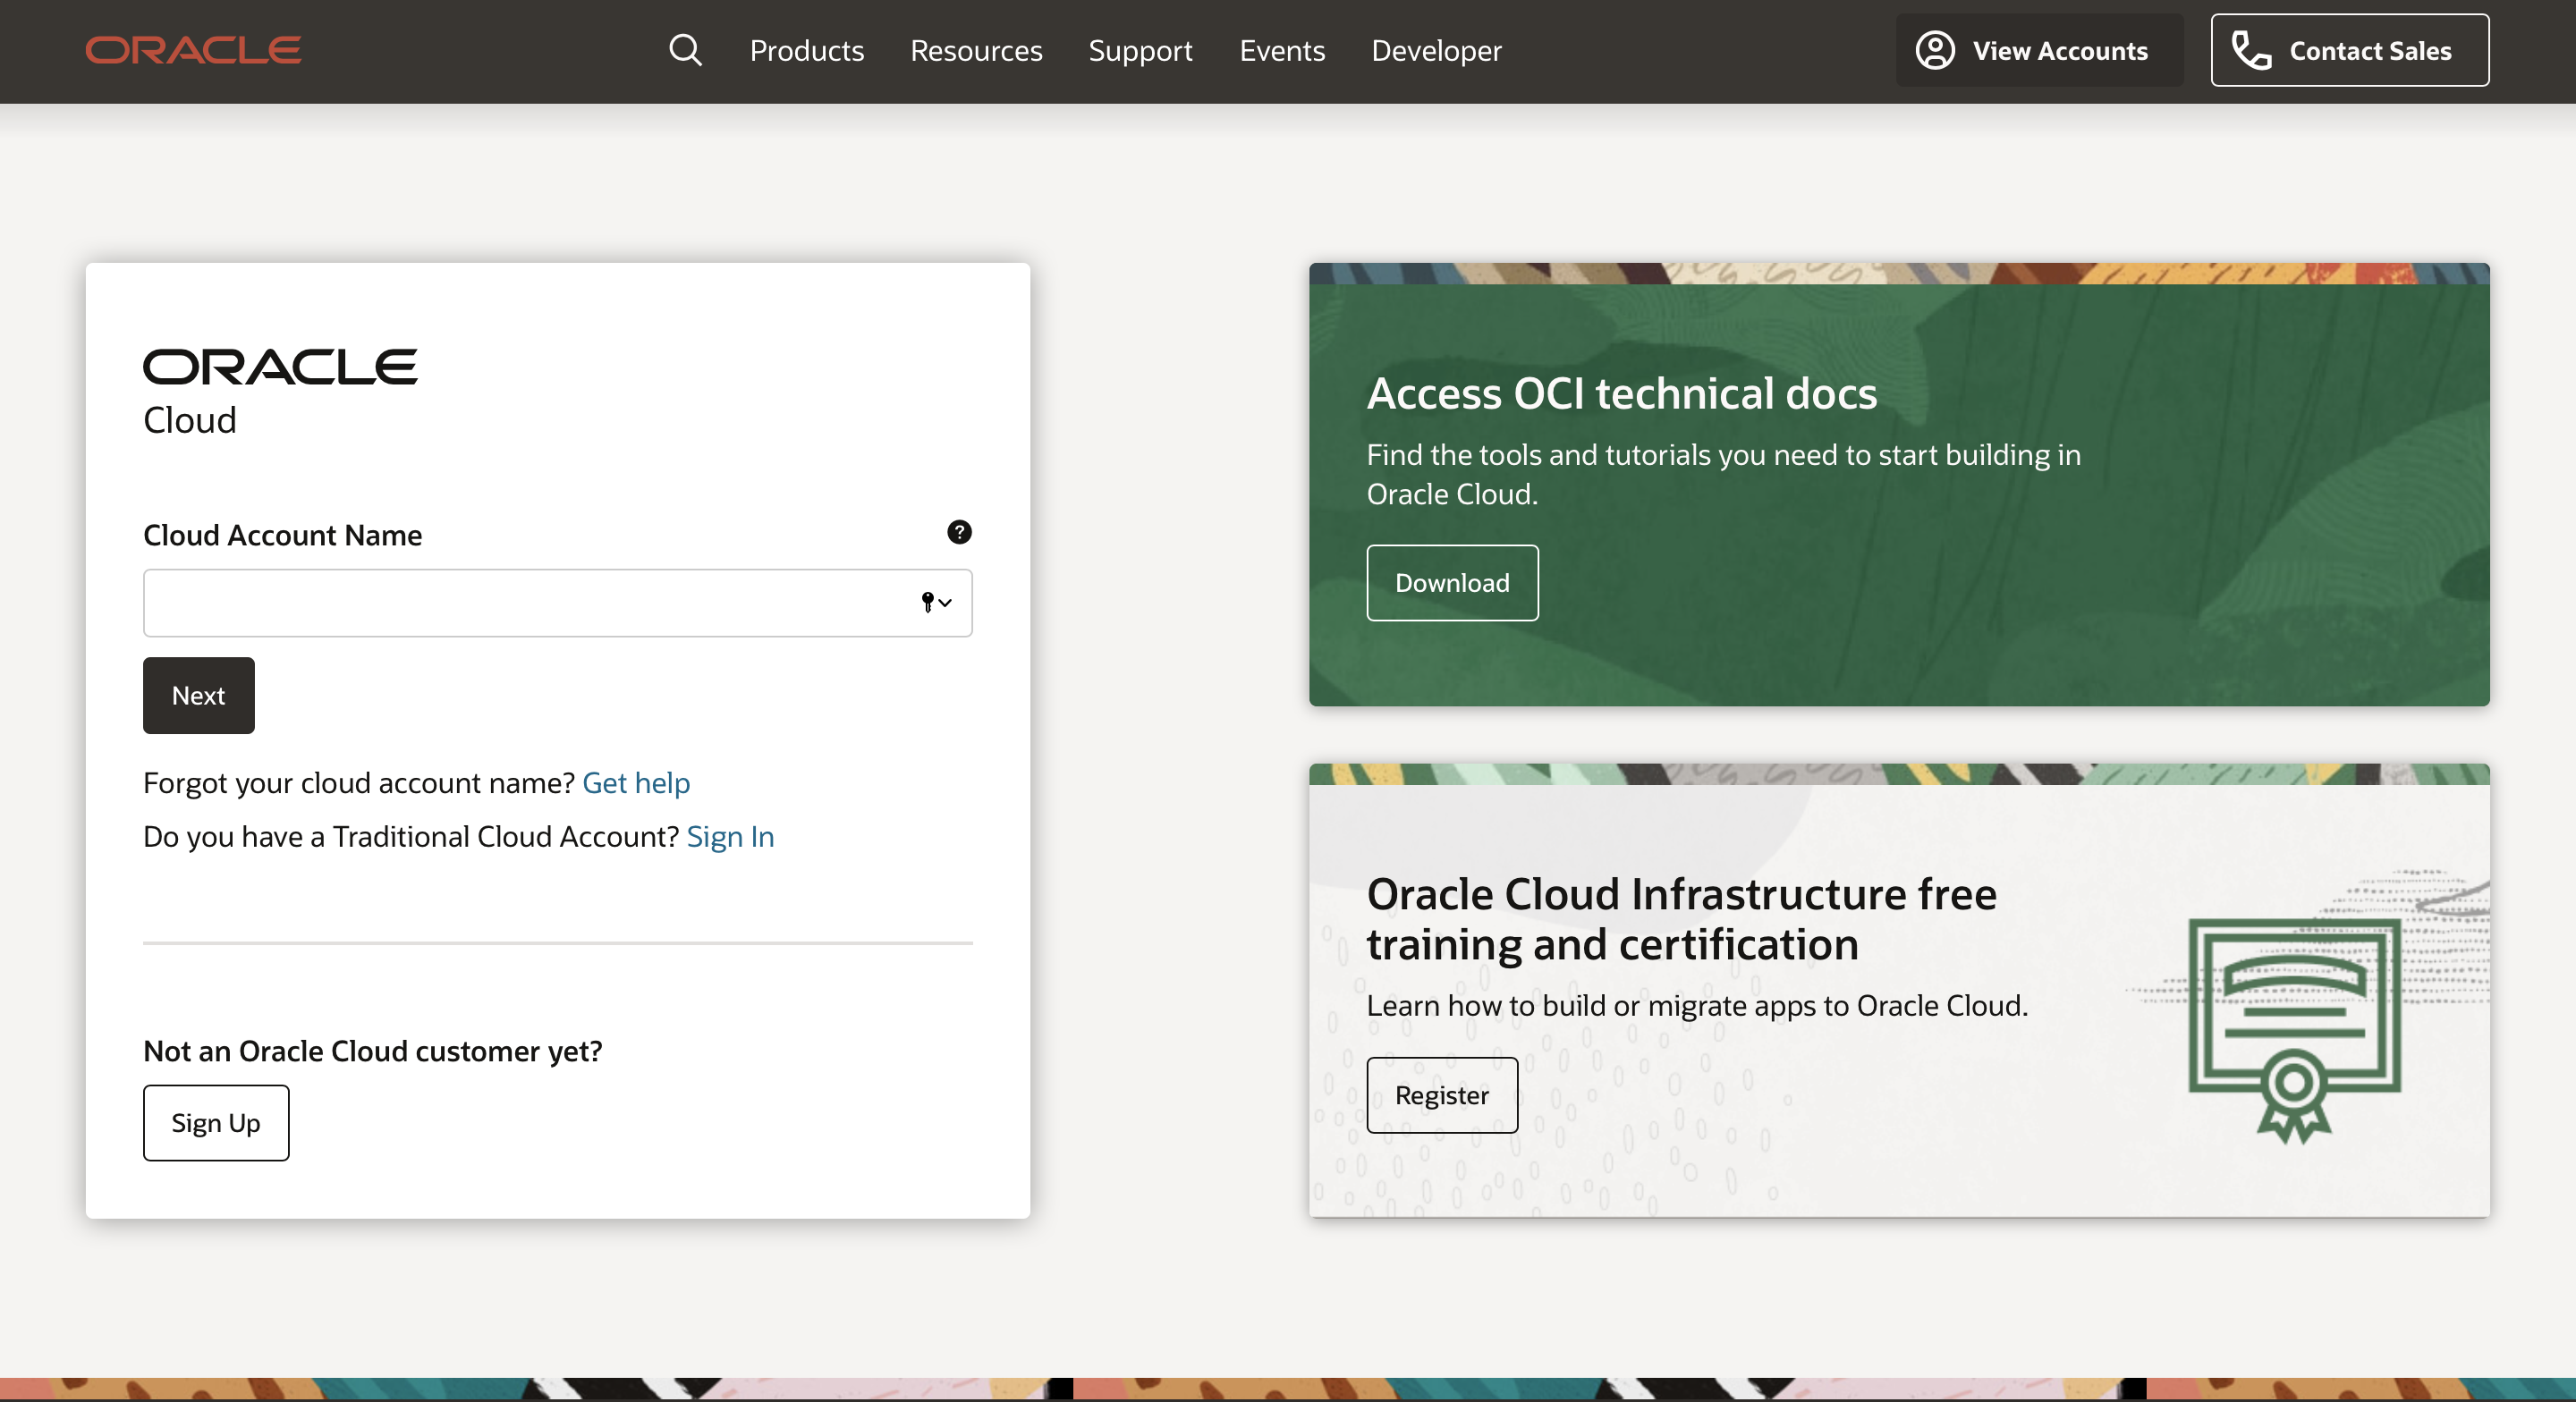 ORACLE
Products
Resources
Support
Events
Developer
View Accounts
Contact Sales
ORACLE
Cloud
Cloud Account Name
?
Next
Forgot your cloud account name? Get help
Do you have a Traditional Cloud Account? Sign In
Not an Oracle Cloud customer yet?
Sign Up
Access OCI technical docs
Find the tools and tutorials you need to start building in
Oracle Cloud.
Download
Oracle Cloud Infrastructure free
training and certification
Learn how to build or migrate apps to Oracle Cloud.
Register